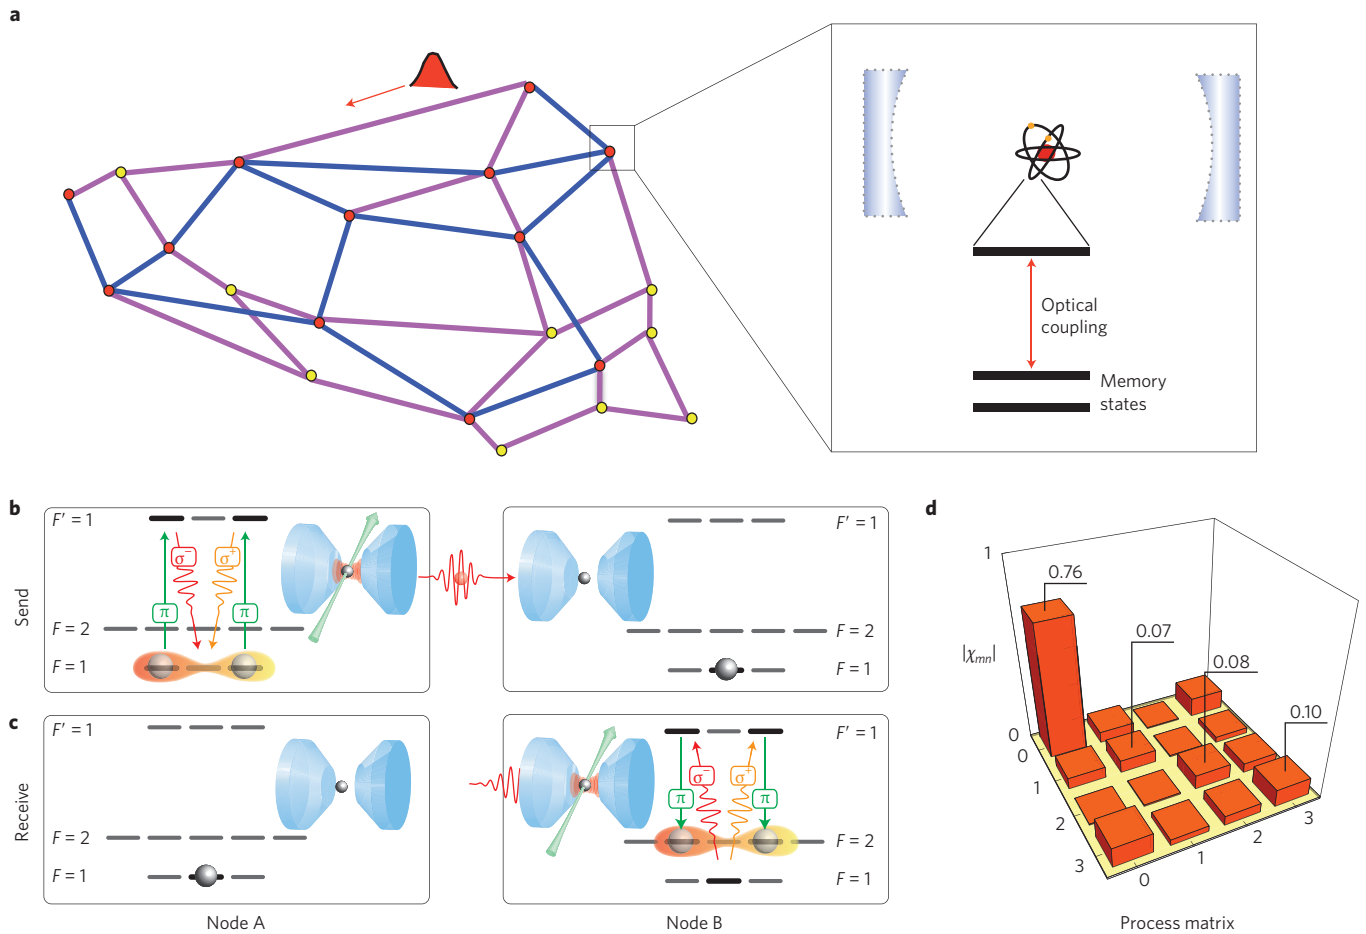 a
Optical
coupling
Memory
states
b
Send
F′ = 1
σ⁻
σ⁺
π
π
F = 2
F = 1
F′ = 1
F = 2
F = 1
c
Receive
F′ = 1
F = 2
F = 1
F′ = 1
σ⁻
σ⁺
π
π
F = 2
F = 1
Node A
Node B
d
1
0.76
0.07
|χmn|
0.08
0.10
0
0
1
2
3
0
1
2
3
Process matrix